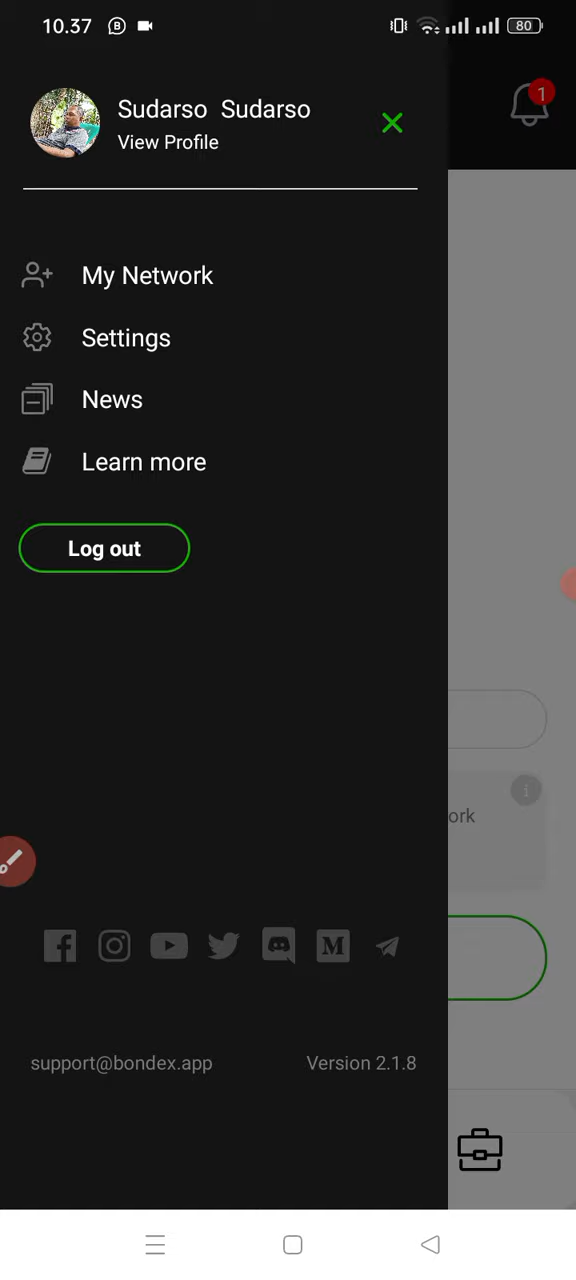 10.37
80
1
Sudarso  Sudarso
View Profile
My Network
Settings
News
Learn more
Log out
ork
support@bondex.app
Version 2.1.8